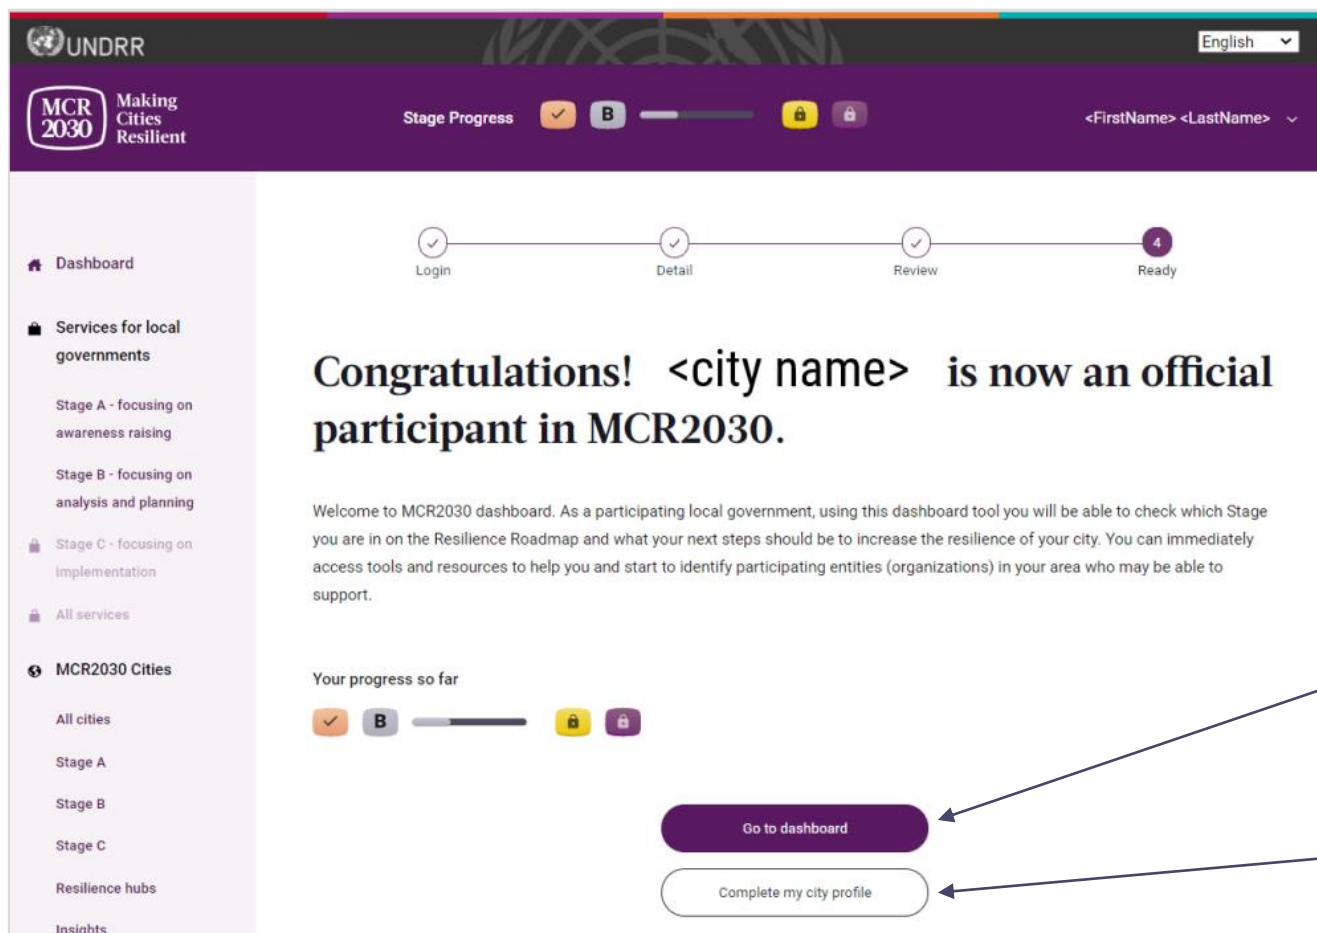 UNDRR
English
MCR
2030
Making
Cities
Resilient
Stage Progress
B
<FirstName> <LastName>
Dashboard
Services for local
governments
Stage A - focusing on
awareness raising
Stage B - focusing on
analysis and planning
Stage C - focusing on
implementation
All services
MCR2030 Cities
All cities
Stage A
Stage B
Stage C
Resilience hubs
Insights
4
Login
Detail
Review
Ready
Congratulations! <city name> is now an official
participant in MCR2030.
Welcome to MCR2030 dashboard. As a participating local government, using this dashboard tool you will be able to check which Stage
you are in on the Resilience Roadmap and what your next steps should be to increase the resilience of your city. You can immediately
access tools and resources to help you and start to identify participating entities (organizations) in your area who may be able to
support.
Your progress so far
B
Go to dashboard
Complete my city profile